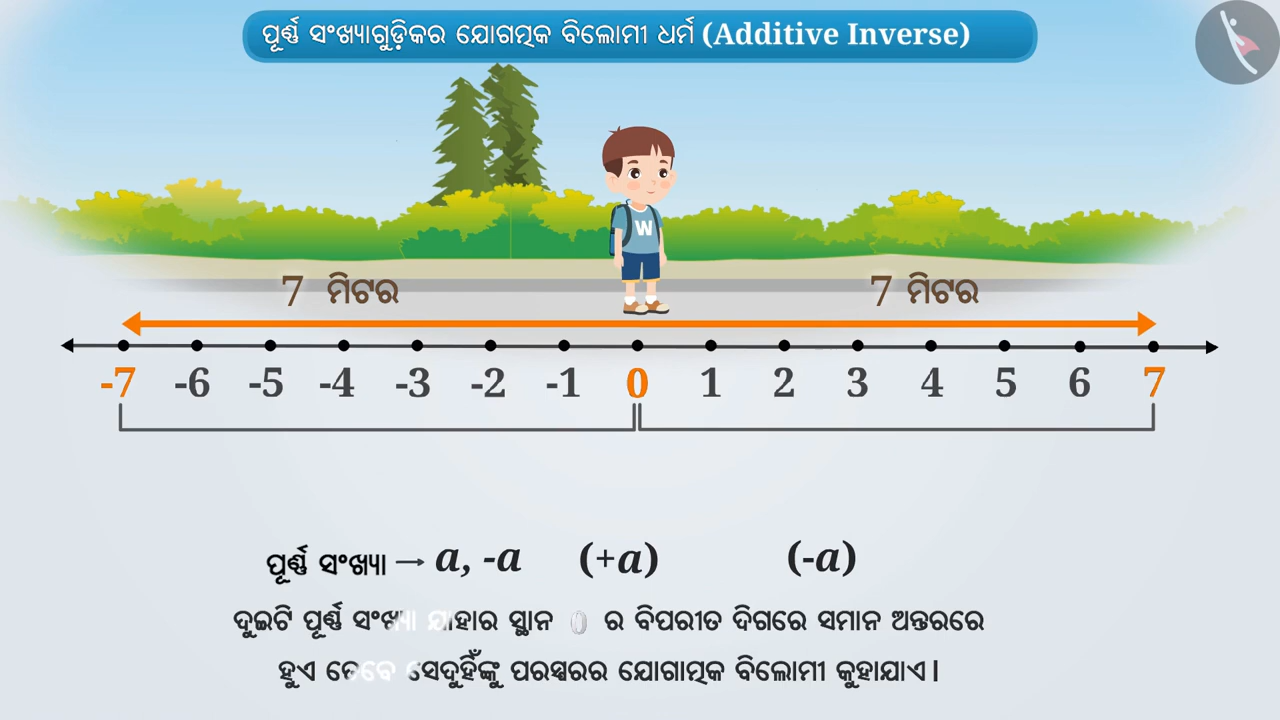 ପୂର୍ଣ୍ଣ ସଂଖ୍ୟାଗୁଡ଼ିକର ଯୋଗତ୍ମକ ବିଲୋମୀ ଧର୍ମ (Additive Inverse)
W
7 ମିଟର 7 ମିଟର
-7 -6 -5 -4 -3 -2 -1 0 1 2 3 4 5 6 7
ପୂର୍ଣ୍ଣ ସଂଖ୍ୟା → a, -a (+a) (-a)
ଦୁଇଟି ପୂର୍ଣ୍ଣ ସଂଖ୍ୟା ଯାହାର ସ୍ଥାନ 0 ର ବିପରୀତ ଦିଗରେ ସମାନ ଅନ୍ତରରେ
ହୁଏ ତେବେ ସେଦୁହିଁଙ୍କୁ ପରସ୍ପରର ଯୋଗାତ୍ମକ ବିଲୋମୀ କୁହାଯାଏ।